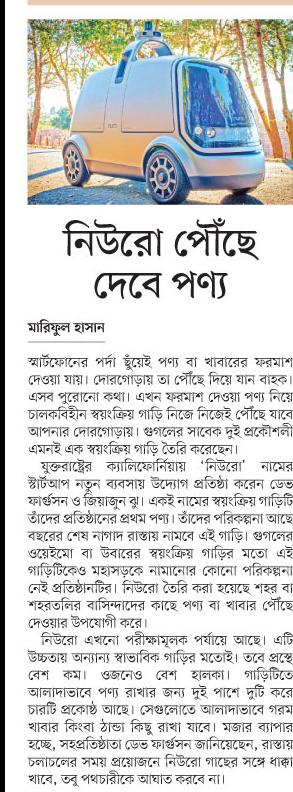 নিউরো পৌঁছে
দেবে পণ্য
মারিফুল হাসান
স্মার্টফোনের পর্দা ছুঁয়েই পণ্য বা খাবারের ফরমাশ
দেওয়া যায়। দোরগোড়ায় তা পৌঁছে দিয়ে যান বাহক।
এসব পুরোনো কথা। এখন ফরমাশ দেওয়া পণ্য নিয়ে
চালকবিহীন স্বয়ংক্রিয় গাড়ি নিজে নিজেই পৌঁছে যাবে
আপনার দোরগোড়ায়। গুগলের সাবেক দুই প্রকৌশলী
এমনই এক স্বয়ংক্রিয় গাড়ি তৈরি করেছেন।
যুক্তরাষ্ট্রের ক্যালিফোর্নিয়ায় ‘নিউরো’ নামের
স্টার্টআপ নতুন ব্যবসায় উদ্যোগ প্রতিষ্ঠা করেন ডেভ
ফার্গুসন ও জিয়াজুন ঝু। একই নামের স্বয়ংক্রিয় গাড়িটি
তাঁদের প্রতিষ্ঠানের প্রথম পণ্য। তাঁদের পরিকল্পনা আছে
বছরের শেষ নাগাদ রাস্তায় নামবে এই গাড়ি। গুগলের
ওয়েইমো বা উবারের স্বয়ংক্রিয় গাড়ির মতো এই
গাড়িটিকেও মহাসড়কে নামানোর কোনো পরিকল্পনা
নেই প্রতিষ্ঠানটির। নিউরো তৈরি করা হয়েছে শহর বা
শহরতলির বাসিন্দাদের কাছে পণ্য বা খাবার পৌঁছে
দেওয়ার উপযোগী করে।
নিউরো এখনো পরীক্ষামূলক পর্যায়ে আছে। এটি
উচ্চতায় অন্যান্য স্বাভাবিক গাড়ির মতোই। তবে প্রস্থে
বেশ কম। ওজনেও বেশ হালকা। গাড়িটিতে
আলাদাভাবে পণ্য রাখার জন্য দুই পাশে দুটি করে
চারটি প্রকোষ্ঠ আছে। সেগুলোতে আলাদাভাবে গরম
খাবার কিংবা ঠান্ডা কিছু রাখা যাবে। মজার ব্যাপার
হচ্ছে, সহপ্রতিষ্ঠাতা ডেভ ফার্গুসন জানিয়েছেন, রাস্তায়
চলাচলের সময় প্রয়োজনে নিউরো গাছের সঙ্গে ধাক্কা
খাবে, তবু পথচারীকে আঘাত করবে না।